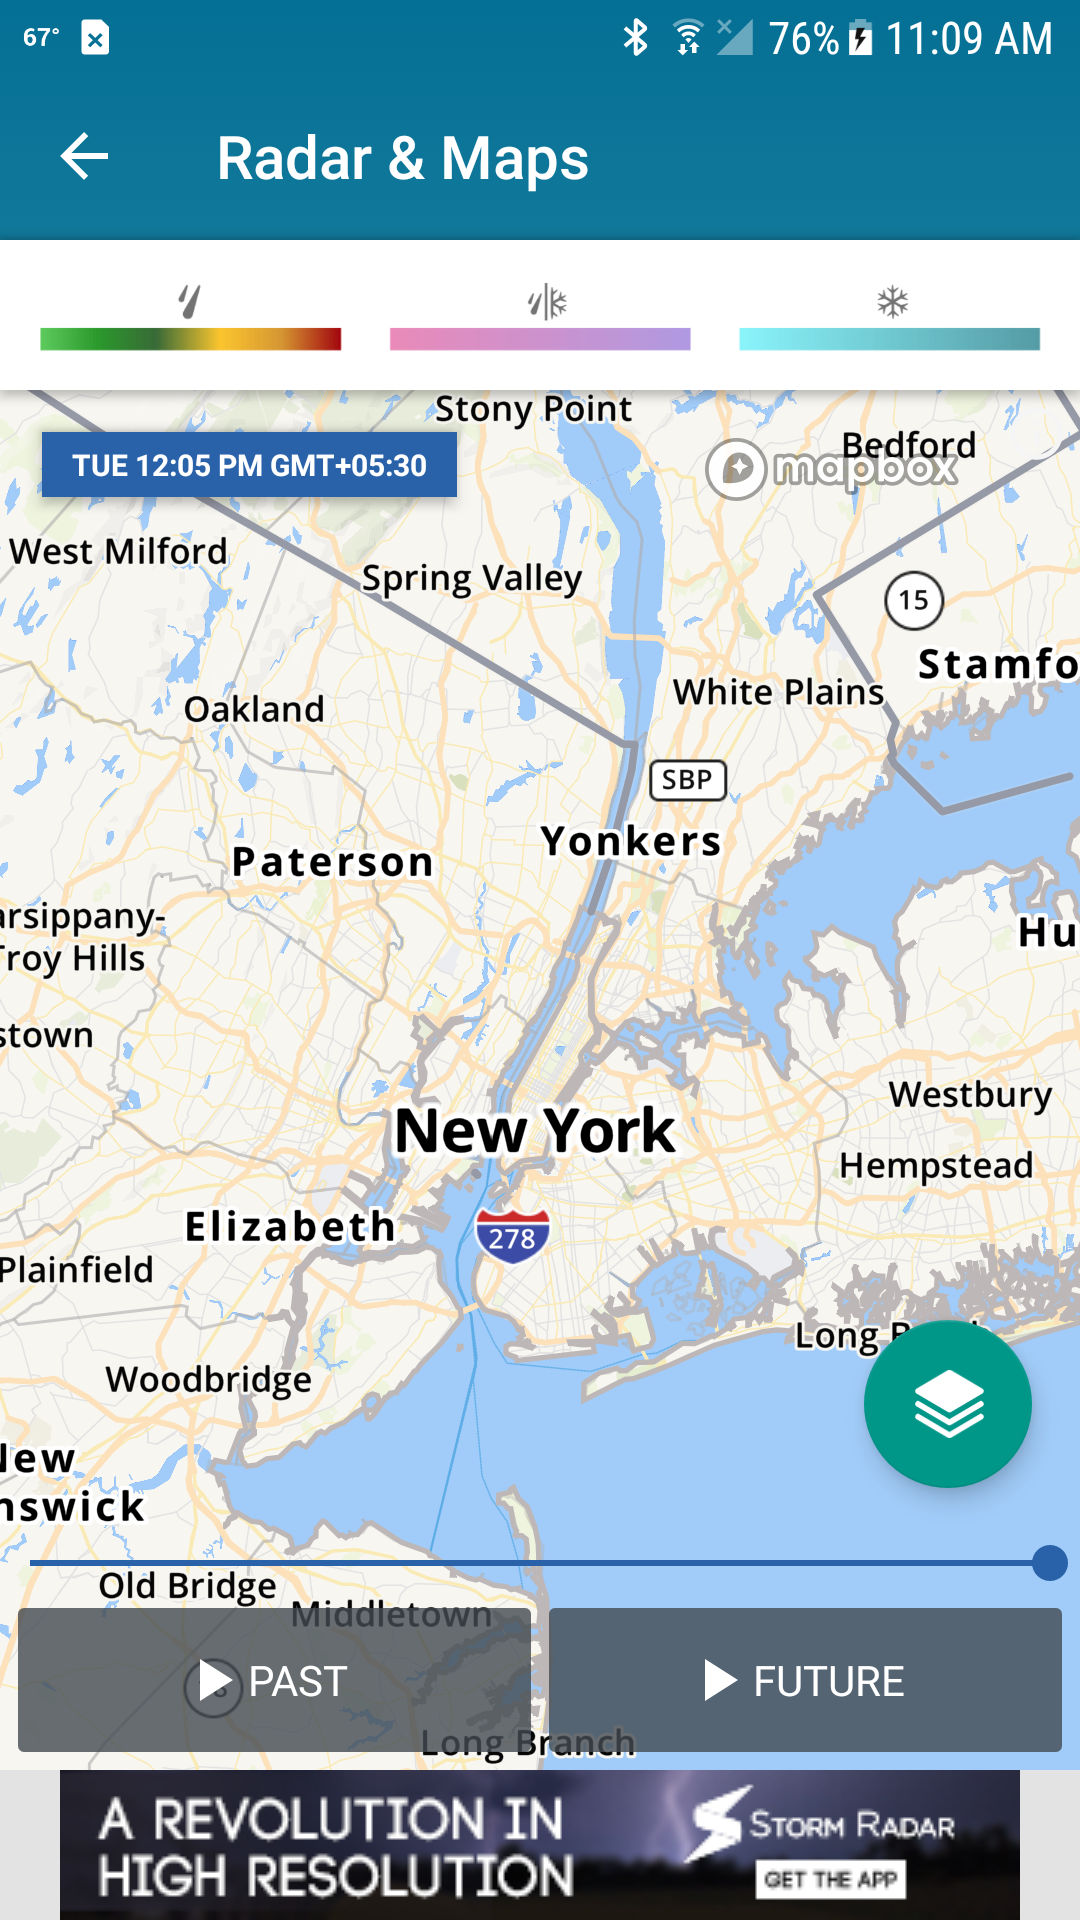 67°
76% 11:09 AM
Radar & Maps
Stony Point
Bedford
TUE 12:05 PM GMT+05:30
mapbox
West Milford
Spring Valley
15
Stamfo
White Plains
Oakland
SBP
Yonkers
Paterson
arsippany-
Troy Hills
Hu
stown
Westbury
New York
Hempstead
Elizabeth
278
Plainfield
Long
Woodbridge
New
nswick
Old Bridge
Middletown
PAST
FUTURE
Long Branch
A REVOLUTION IN
HIGH RESOLUTION
STORM RADAR
GET THE APP